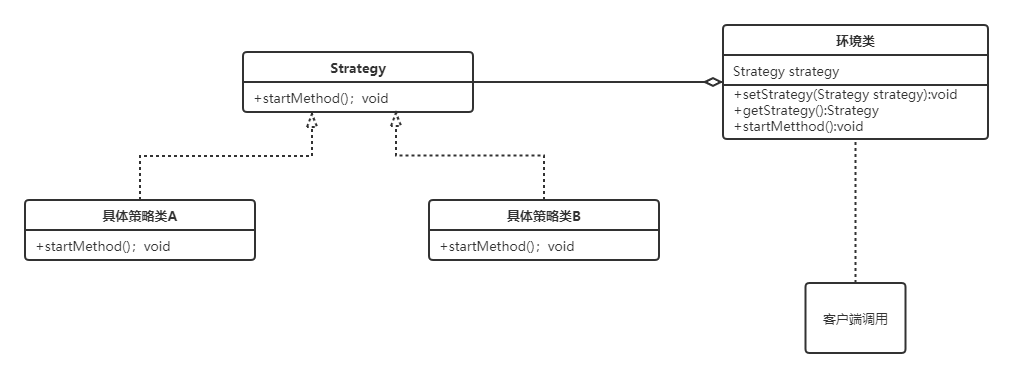 Strategy
+startMethod()；void
环境类
Strategy strategy
+setStrategy(Strategy strategy):void
+getStrategy():Strategy
+startMetthod():void
具体策略类A
+startMethod()；void
具体策略类B
+startMethod()；void
客户端调用